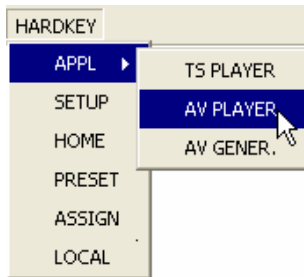 HARDKEY
APPL
TS PLAYER
SETUP
AV PLAYER
HOME
AV GENER.
PRESET
ASSIGN
LOCAL